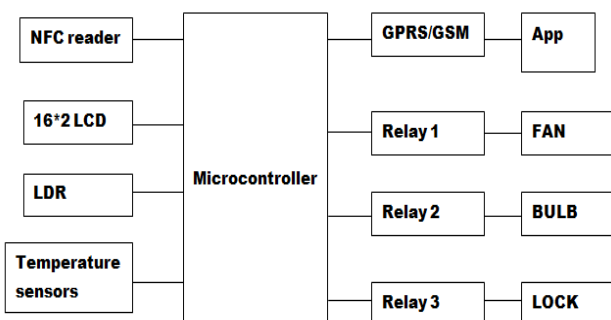 NFC reader
16*2 LCD
LDR
Temperature
sensors
Microcontroller
GPRS/GSM
App
Relay 1
FAN
Relay 2
BULB
Relay 3
LOCK